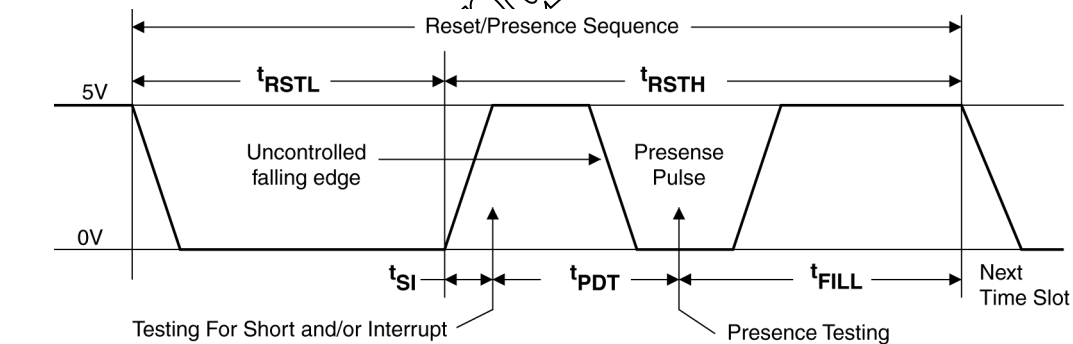 Reset/Presence Sequence
tRSTL
tRSTH
5V
Uncontrolled
falling edge
Presense
Pulse
0V
tSI
tPDT
tFILL
Next
Time Slot
Testing For Short and/or Interrupt
Presence Testing